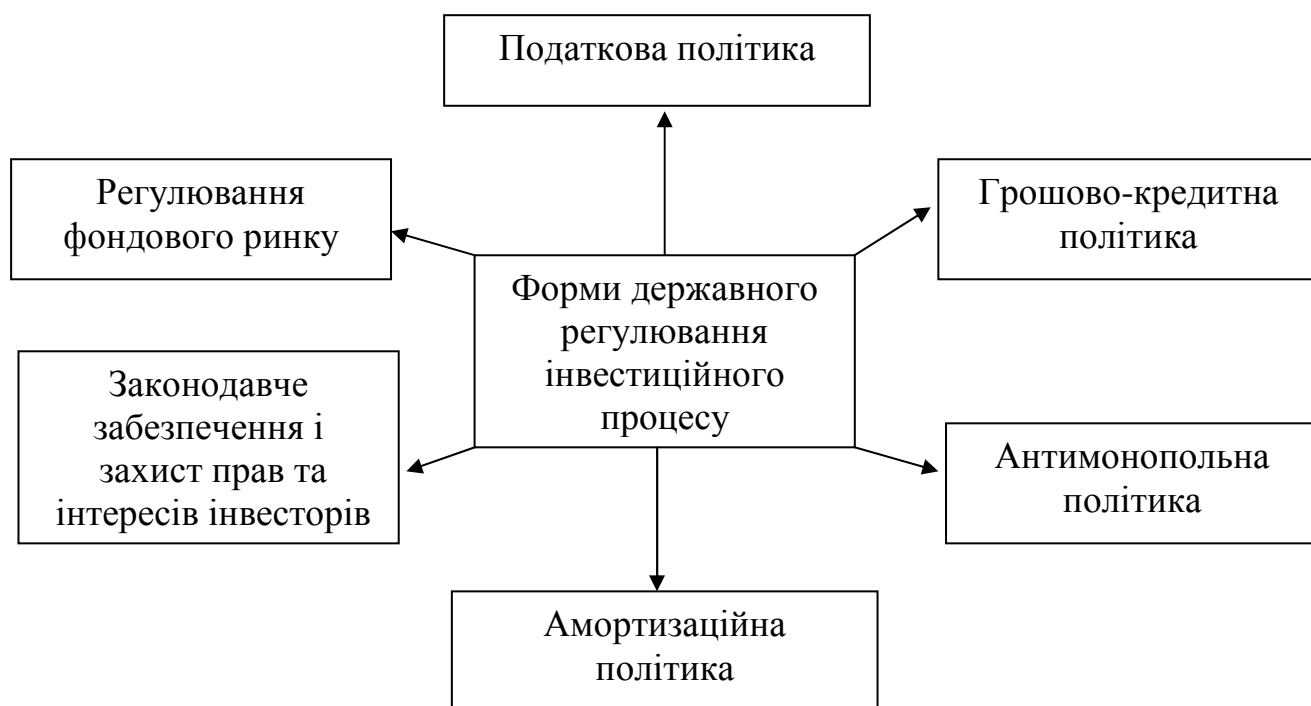 Податкова політика
Регулювання
фондового ринку
Грошово-кредитна
політика
Форми державного
регулювання
інвестиційного
процесу
Законодавче
забезпечення і
захист прав та
інтересів інвесторів
Антимонопольна
політика
Амортизаційна
політика